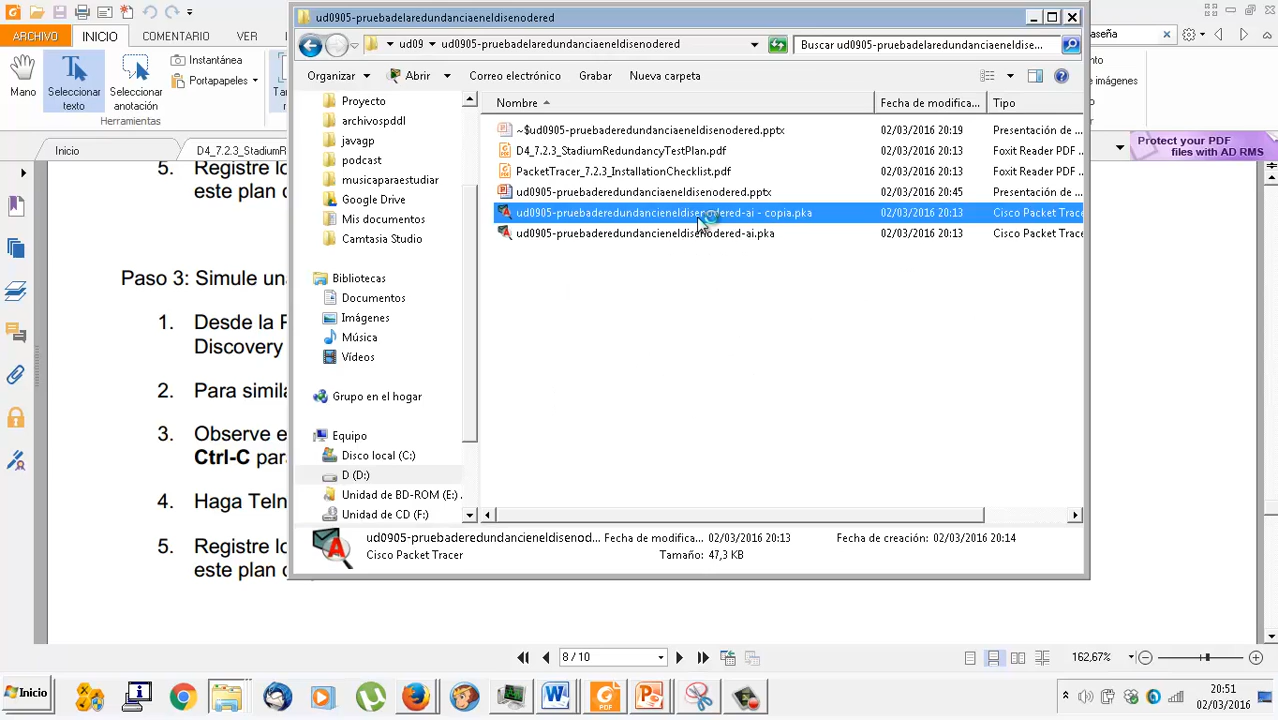 ud0905-pruebadelaredundanciaeneldisenodered
ARCHIVO
INICIO
COMENTARIO
VER
Mano
Seleccionar
texto
Seleccionar
anotación
Instantánea
Portapapeles
Herramientas
ud09
ud0905-pruebadelaredundanciaeneldisenodered
Buscar ud0905-pruebadelaredundanciaeneldise...
Organizar
Abrir
Correo electrónico
Grabar
Nueva carpeta
Nombre
Fecha de modifica...
Tipo
~$ud0905-pruebaderedundanciaeneldisenodered.pptx
02/03/2016 20:19
Presentación de ...
D4_7.2.3_StadiumRedundancyTestPlan.pdf
02/03/2016 20:13
Foxit Reader PDF ...
PacketTracer_7.2.3_InstallationChecklist.pdf
02/03/2016 20:13
Foxit Reader PDF ...
ud0905-pruebaderedundanciaeneldisenodered.pptx
02/03/2016 20:45
Presentación de ...
ud0905-pruebaderedundancieneldisenodered-ai - copia.pka
02/03/2016 20:13
Cisco Packet Trace
ud0905-pruebaderedundancieneldisenodered-ai.pka
02/03/2016 20:13
Cisco Packet Trace
Proyecto
archivospddl
javagp
podcast
musicaparaestudiar
Google Drive
Mis documentos
Camtasia Studio
Bibliotecas
Documentos
Imágenes
Música
Vídeos
Grupo en el hogar
Equipo
Disco local (C:)
D (D:)
Unidad de BD-ROM (E:)
Unidad de CD (F:)
ud0905-pruebaderedundancieneldisenod...
Fecha de modifica... 02/03/2016 20:13
Fecha de creación: 02/03/2016 20:14
Cisco Packet Tracer
Tamaño: 47,3 KB
Inicio
D4_7.2.3_StadiumR
Protect your PDF
files with AD RMS
5. Registre lo
este plan d
Paso 3: Simule un
1. Desde la
Discovery
2. Para simila
3. Observe e
Ctrl-C par
4. Haga Teln
5. Registre lo
este plan d
8 / 10
162,67%
Inicio
20:51
02/03/2016